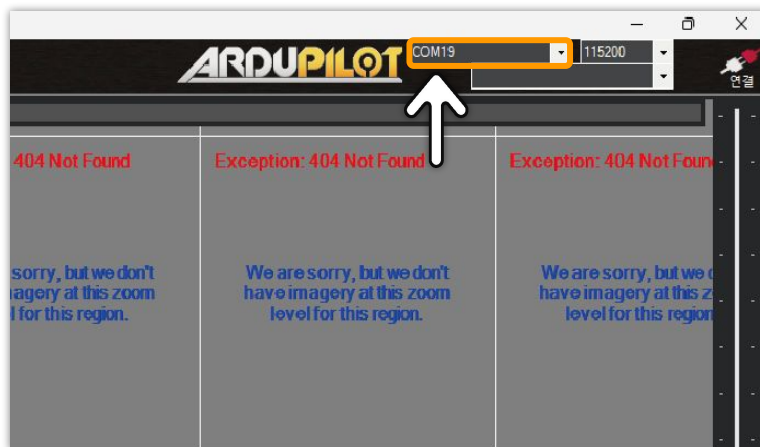 ARDUPILOT
COM19
115200
연결
404 Not Found
Exception: 404 Not Found
Exception: 404 Not Foun
sorry, but we don't
We are sorry, but we don't
We are sorry, but we
agery at this zoom
have imagery at this zoom
have imagery at this z
l for this region.
level for this region.
level for this region